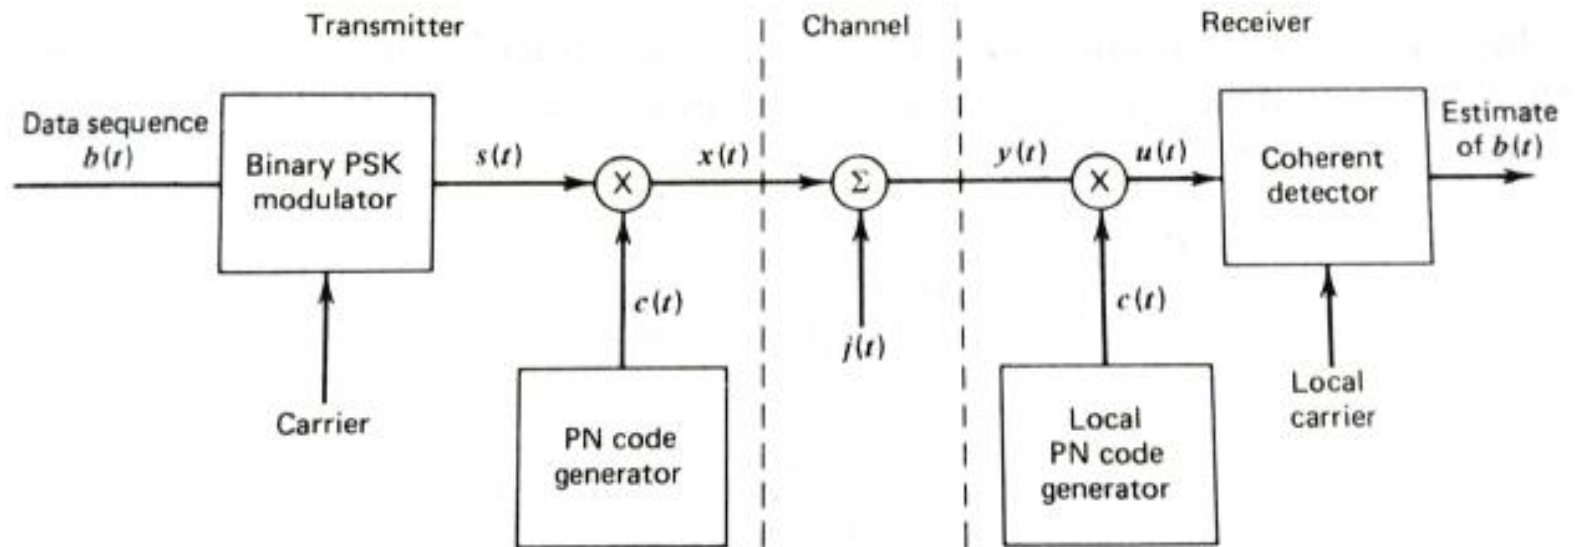 Transmitter
Channel
Receiver
Data sequence
b(t)
Binary PSK
modulator
s(t)
X
x(t)
Σ
y(t)
X
u(t)
Coherent
detector
Estimate
of b(t)
c(t)
j(t)
c(t)
Carrier
PN code
generator
Local
PN code
generator
Local
carrier